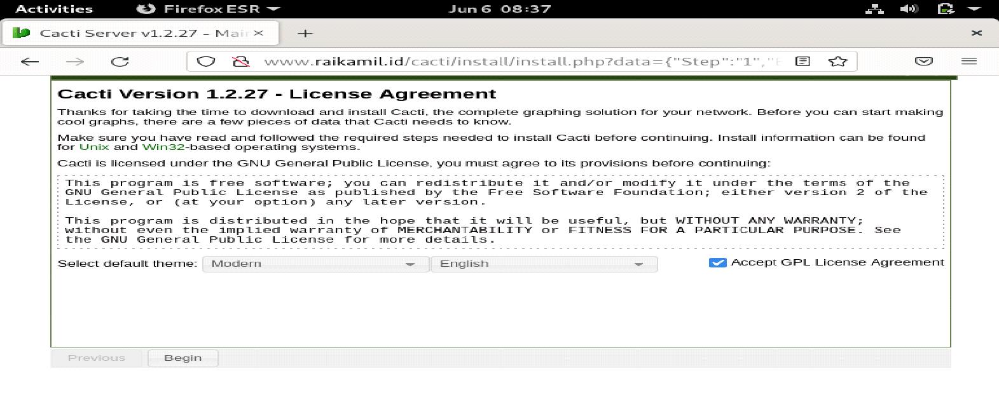 Activities Firefox ESR Jun 6 08:37
Cacti Server v1.2.27 - Main
www.raikamil.id/cacti/install/install.php?data={"Step":"1","
Cacti Version 1.2.27 - License Agreement
Thanks for taking the time to download and install Cacti, the complete graphing solution for your network. Before you can start making
cool graphs, there are a few pieces of data that Cacti needs to know.
Make sure you have read and followed the required steps needed to install Cacti before continuing. Install information can be found
for Unix and Win32-based operating systems.
Cacti is licensed under the GNU General Public License, you must agree to its provisions before continuing:
This program is free software; you can redistribute it and/or modify it under the terms of the
GNU General Public License as published by the Free Software Foundation; either version 2 of the
License, or (at your option) any later version.
This program is distributed in the hope that it will be useful, but WITHOUT ANY WARRANTY;
without even the implied warranty of MERCHANTABILITY or FITNESS FOR A PARTICULAR PURPOSE. See
the GNU General Public License for more details.
Select default theme: Modern English Accept GPL License Agreement
Previous Begin